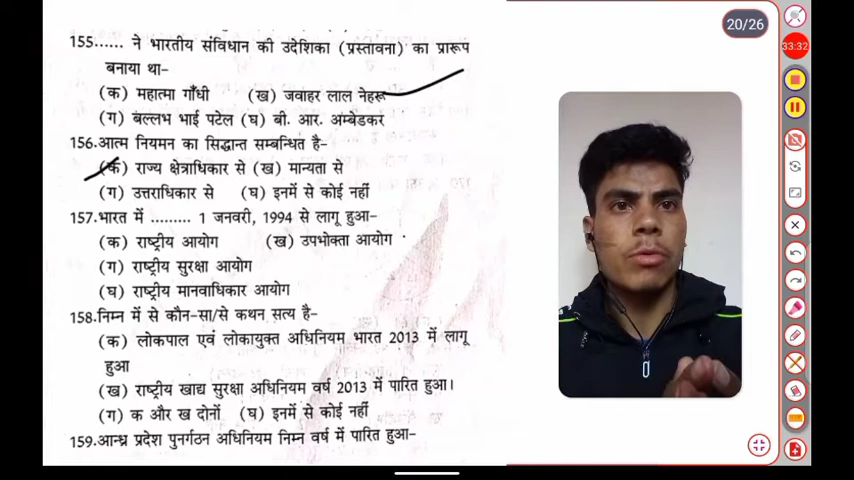 155...... ने भारतीय संविधान की उदेशिका (प्रस्तावना) का प्रारूप
बनाया था-
(क) महात्मा गाँधी (ख) जवाहर लाल नेहरू
(ग) बल्लभ भाई पटेल (घ) बी. आर. अम्बेडकर
156.आत्म नियमन का सिद्धान्त सम्बन्धित है-
(क) राज्य क्षेत्राधिकार से (ख) मान्यता से
(ग) उत्तराधिकार से (घ) इनमें से कोई नहीं
157.भारत में ......... 1 जनवरी, 1994 से लागू हुआ-
(क) राष्ट्रीय आयोग (ख) उपभोक्ता आयोग
(ग) राष्ट्रीय सुरक्षा आयोग
(घ) राष्ट्रीय मानवाधिकार आयोग
158.निम्न में से कौन-सा/से कथन सत्य है-
(क) लोकपाल एवं लोकायुक्त अधिनियम भारत 2013 में लागू
हुआ
(ख) राष्ट्रीय खाद्य सुरक्षा अधिनियम वर्ष 2013 में पारित हुआ।
(ग) क और ख दोनों (घ) इनमें से कोई नहीं
159.आन्ध्र प्रदेश पुनर्गठन अधिनियम निम्न वर्ष में पारित हुआ-
20/26
33:32